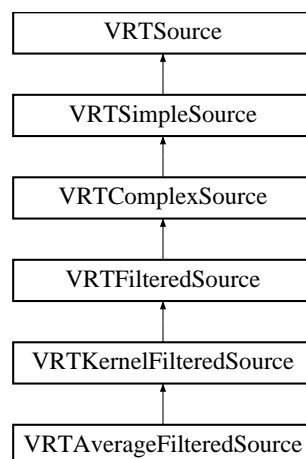 VRTSource
VRTSimpleSource
VRTComplexSource
VRTFilteredSource
VRTKernelFilteredSource
VRTAverageFilteredSource